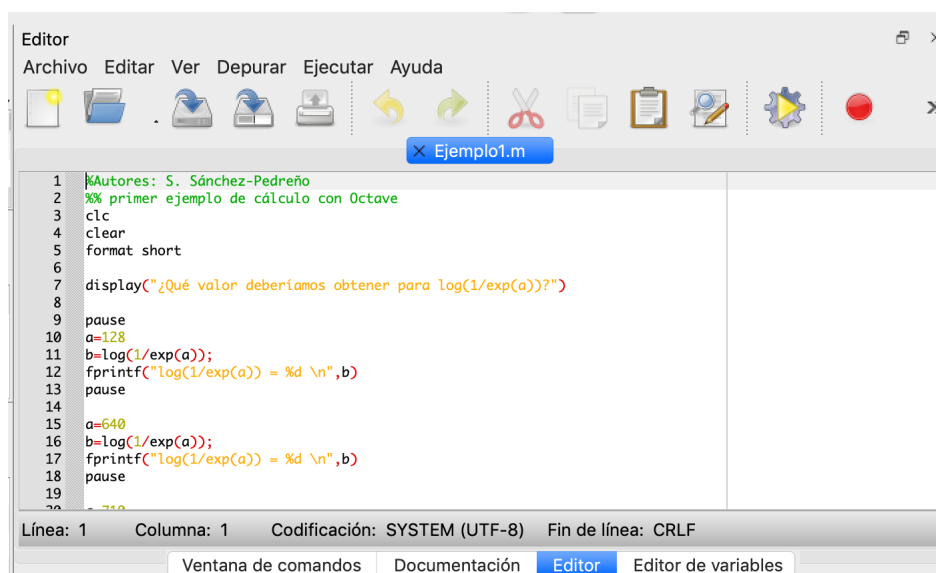 Editor
Archivo Editar Ver Depurar Ejecutar Ayuda
Ejemplo1.m
1 %Autores: S. Sánchez-Pedreño
2 %% primer ejemplo de cálculo con Octave
3 clc
4 clear
5 format short
6
7 display("¿Qué valor deberíamos obtener para log(1/exp(a))?")
8
9 pause
10 a=128
11 b=log(1/exp(a));
12 fprintf("log(1/exp(a)) = %d \n",b)
13 pause
14
15 a=640
16 b=log(1/exp(a));
17 fprintf("log(1/exp(a)) = %d \n",b)
18 pause
19
Línea: 1 Columna: 1 Codificación: SYSTEM (UTF-8) Fin de línea: CRLF
Ventana de comandos Documentación Editor Editor de variables